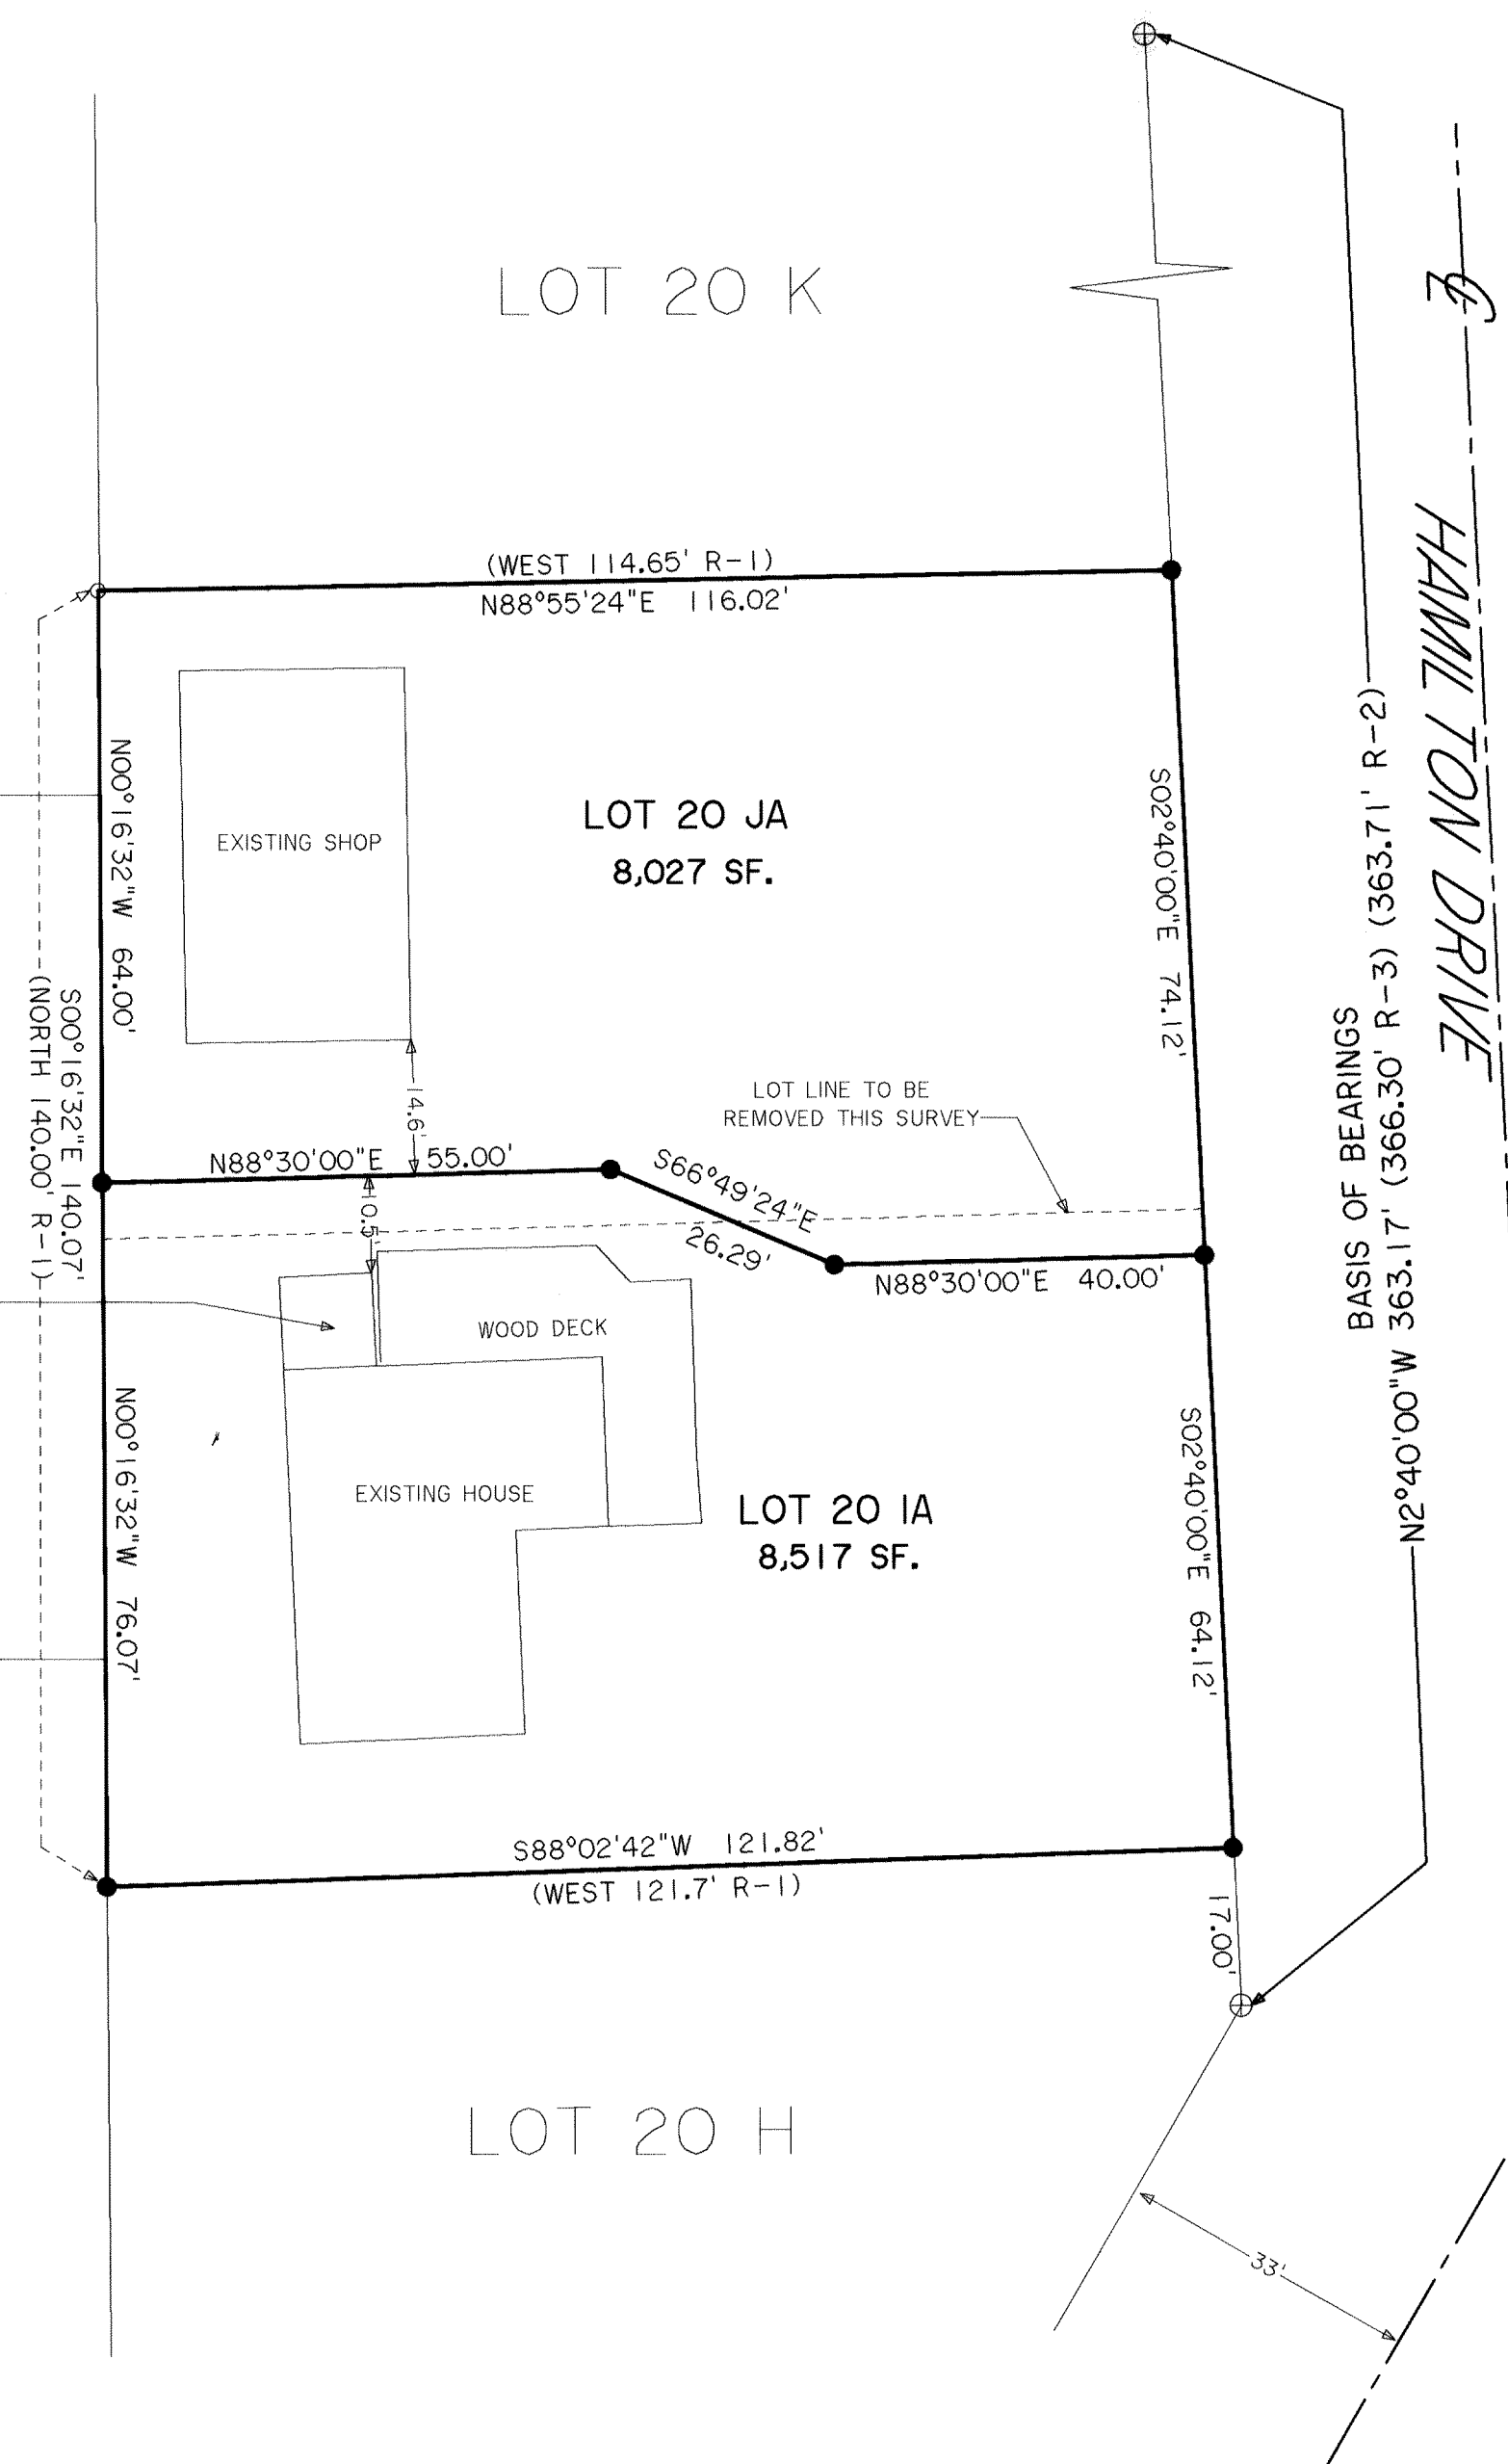 LOT 20 K
℄ HAMILTON DRIVE
(WEST 114.65' R-1)
N88°55'24"E 116.02'
BASIS OF BEARINGS
N2°40'00"W 363.17' (366.30' R-3) (363.71' R-2)
N00°16'32"W 64.00'
EXISTING SHOP
LOT 20 JA
8,027 SF.
S02°40'00"E 74.12'
S00°16'32"E 140.07'
(NORTH 140.00' R-1)
14.6'
LOT LINE TO BE
REMOVED THIS SURVEY
N88°30'00"E 55.00'
S66°49'24"E
26.29'
10.5'
N88°30'00"E 40.00'
WOOD DECK
N00°16'32"W 76.07'
EXISTING HOUSE
LOT 20 IA
8,517 SF.
S02°40'00"E 64.12'
S88°02'42"W 121.82'
(WEST 121.7' R-1)
17.00'
LOT 20 H
33'